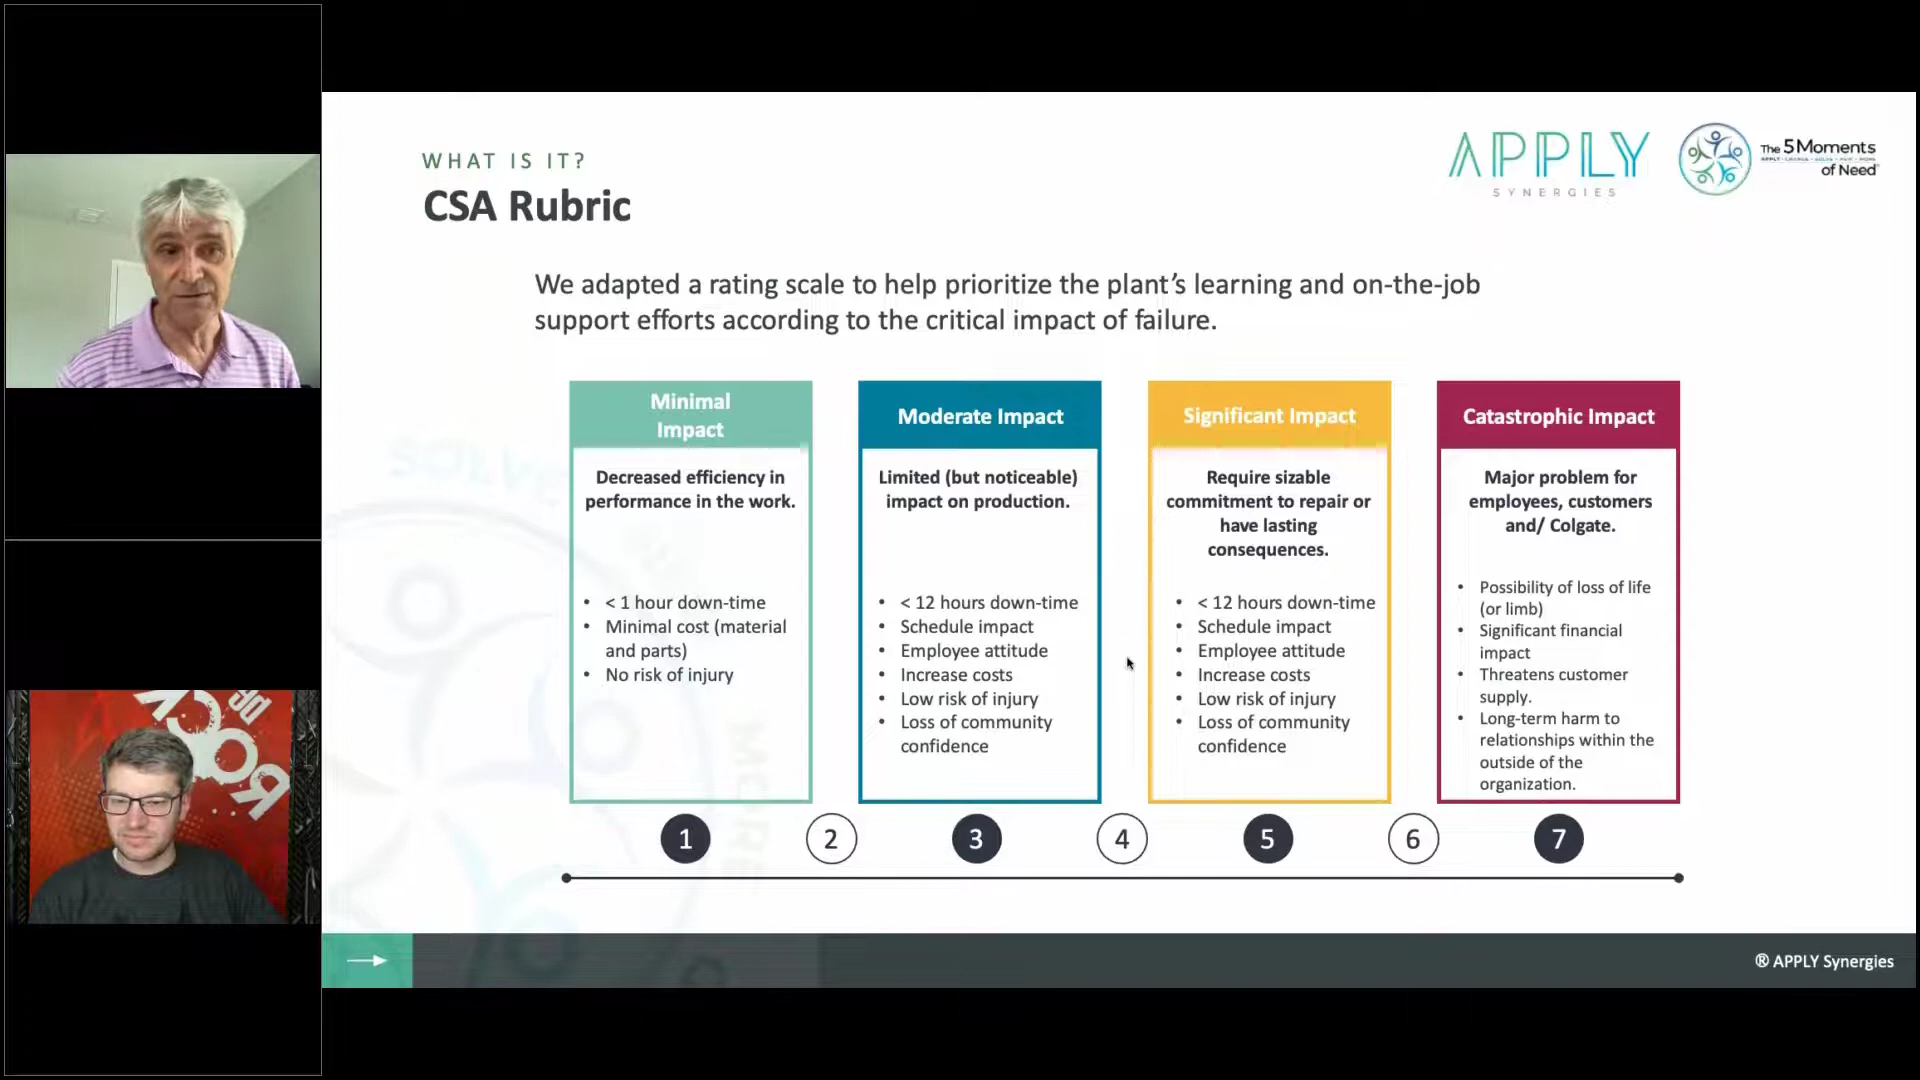 WHAT IS IT?
CSA Rubric
APPLY
SYNERGIES
The 5 Moments
of Need
We adapted a rating scale to help prioritize the plant's learning and on-the-job
support efforts according to the critical impact of failure.
Minimal
Impact
Decreased efficiency in
performance in the work.
• < 1 hour down-time
• Minimal cost (material
and parts)
• No risk of injury
Moderate Impact
Limited (but noticeable)
impact on production.
• < 12 hours down-time
• Schedule impact
• Employee attitude
• Increase costs
• Low risk of injury
• Loss of community
confidence
Significant Impact
Require sizable
commitment to repair or
have lasting
consequences.
• < 12 hours down-time
• Schedule impact
• Employee attitude
• Increase costs
• Low risk of injury
• Loss of community
confidence
Catastrophic Impact
Major problem for
employees, customers
and/ Colgate.
• Possibility of loss of life
(or limb)
• Significant financial
impact
• Threatens customer
supply.
• Long-term harm to
relationships within the
outside of the
organization.
1 2 3 4 5 6 7
® APPLY Synergies
SOLVE
ROCK